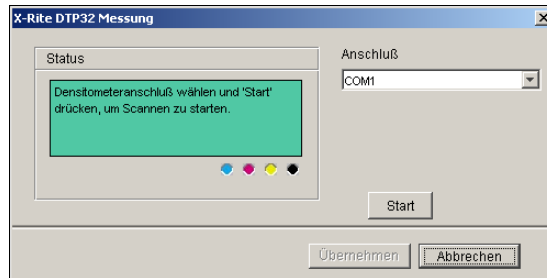 X-Rite DTP32 Messung
Status
Densitometeranschluß wählen und 'Start'
drücken, um Scannen zu starten.
Anschluß
COM1
Start
Übernehmen
Abbrechen